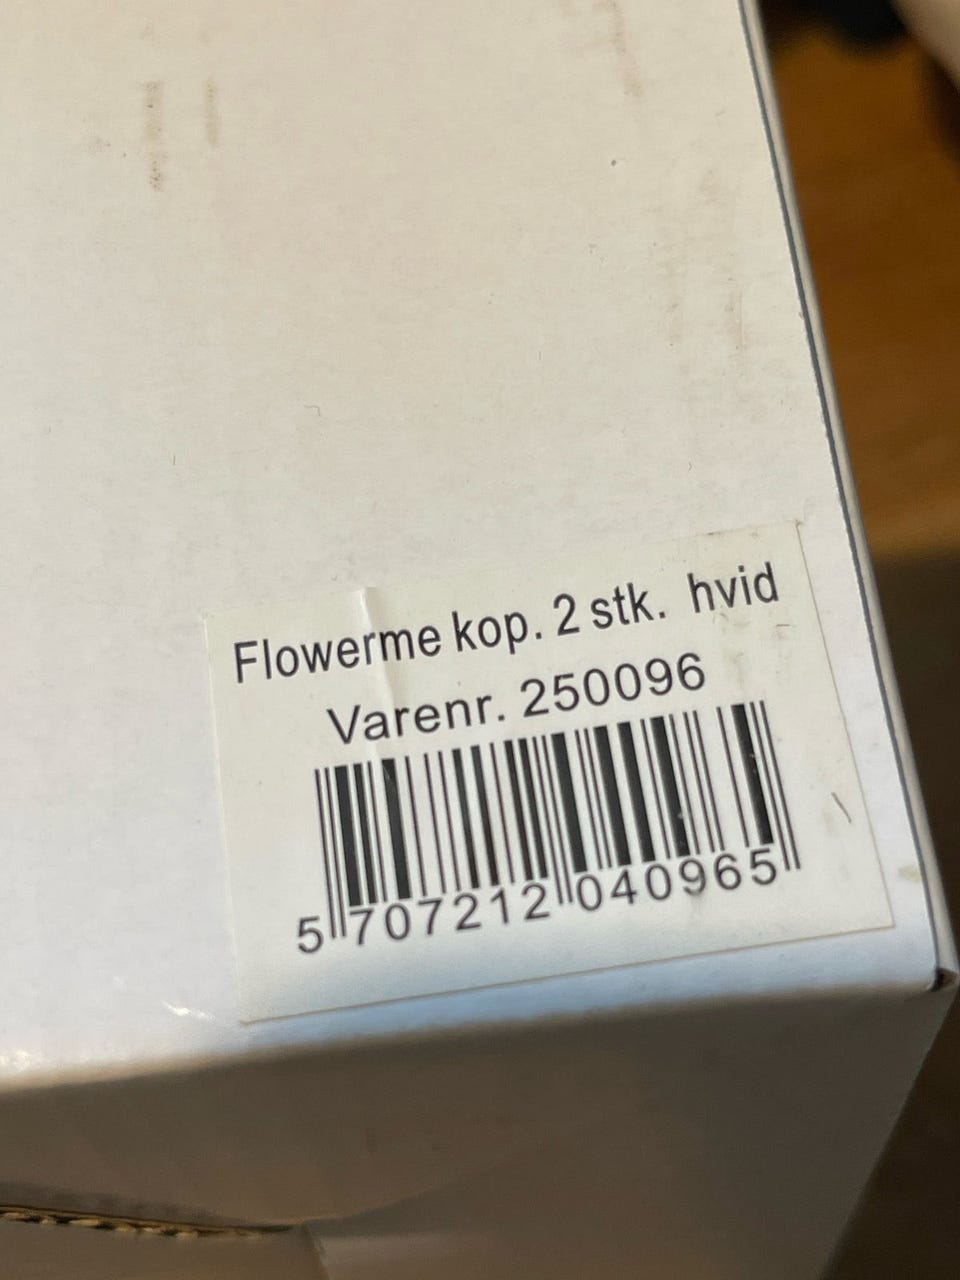 Flowerme kop. 2 stk. hvid
Varenr. 250096
5 707212 040965